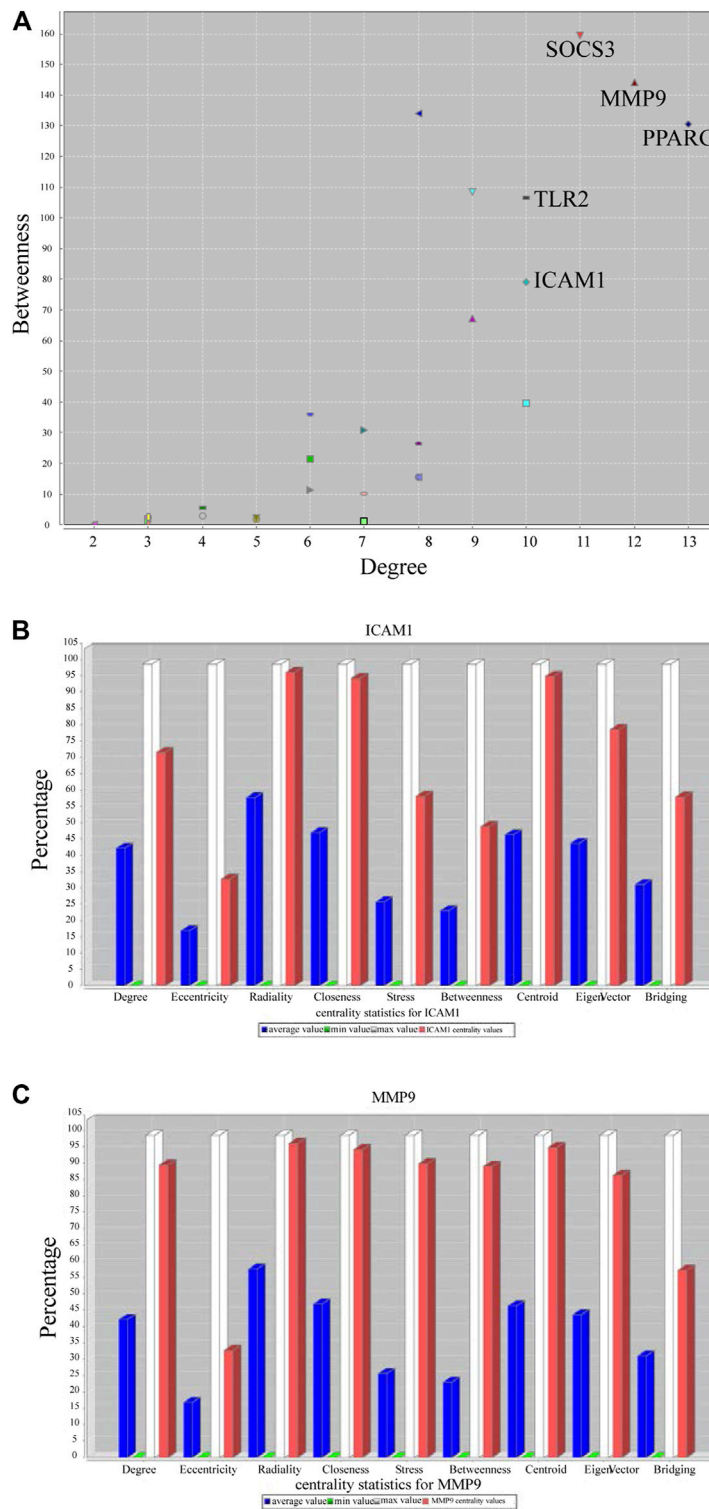 A
160
150
140
130
120
110
100
90
80
70
60
50
40
30
20
10
0
Betweenness
SOCS3
MMP9
PPARG
TLR2
ICAM1
2 3 4 5 6 7 8 9 10 11 12 13
Degree
B
ICAM1
105
100
95
90
85
80
75
70
65
60
55
50
45
40
35
30
25
20
15
10
5
0
Percentage
Degree Eccentricity Radiality Closeness Stress Betweenness Centroid EigenVector Bridging
centrality statistics for ICAM1
average value min value max value ICAM1 centrality values
C
MMP9
105
100
95
90
85
80
75
70
65
60
55
50
45
40
35
30
25
20
15
10
5
0
Percentage
Degree Eccentricity Radiality Closeness Stress Betweenness Centroid EigenVector Bridging
centrality statistics for MMP9
average value min value max value MMP9 centrality values